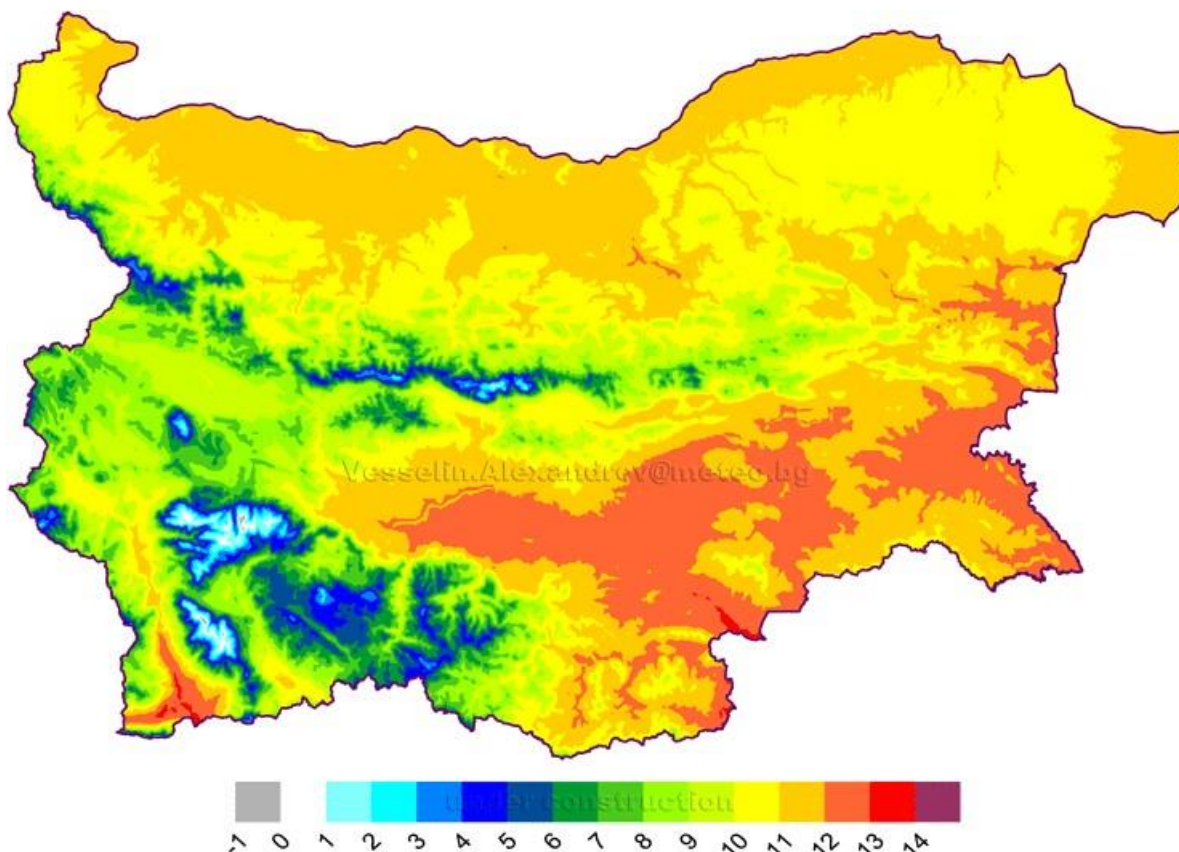 Vesselin.Alexandrov@meteo.bg
under construction
-1 0 1 2 3 4 5 6 7 8 9 10 11 12 13 14